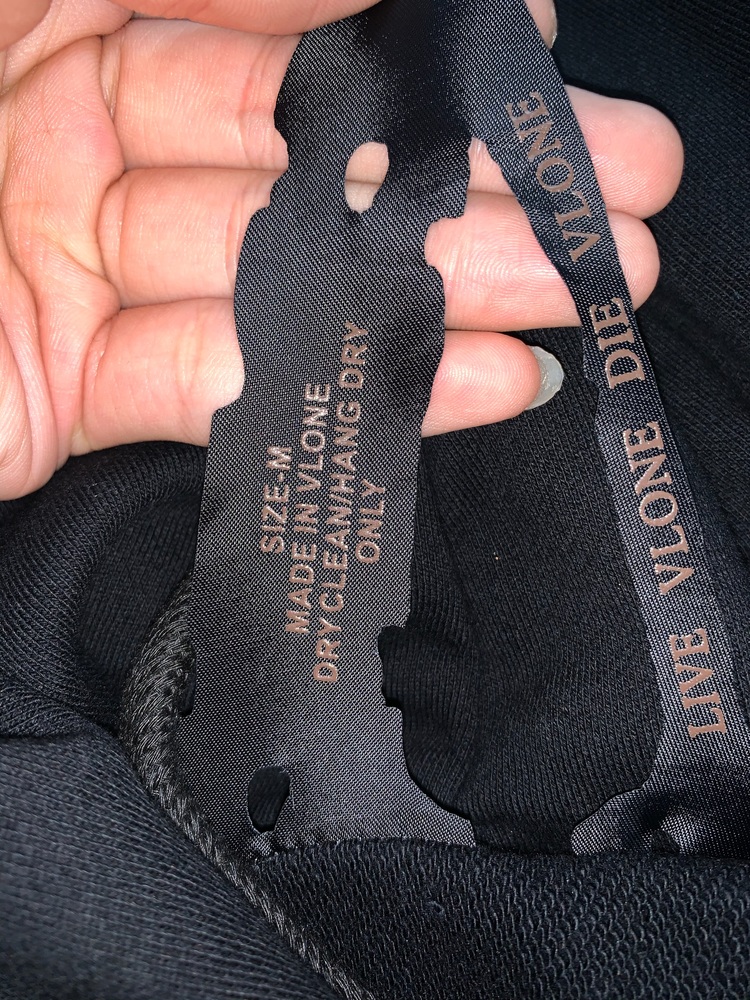 SIZE-M
MADE IN VLONE
DRY CLEAN/HANG DRY
ONLY
LIVE VLONE DIE VLONE